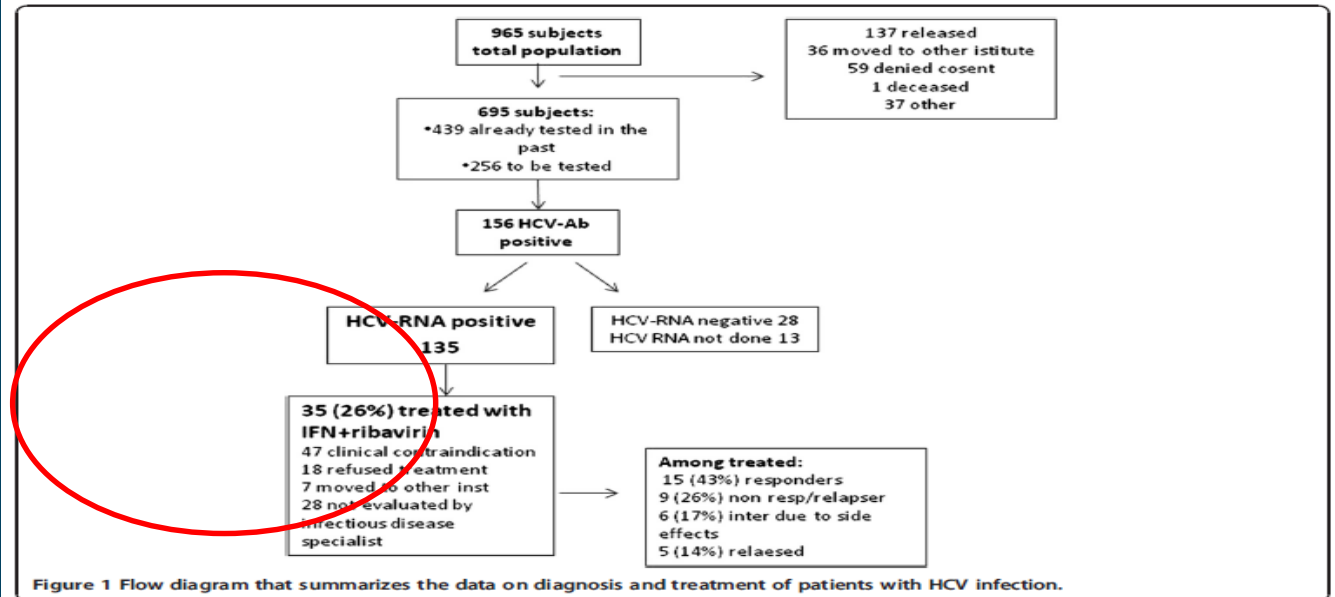 965 subjects
total population
137 released
36 moved to other istitute
59 denied cosent
1 deceased
37 other
695 subjects:
•439 already tested in the
past
•256 to be tested
156 HCV-Ab
positive
HCV-RNA positive
135
HCV-RNA negative 28
HCV RNA not done 13
35 (26%) treated with
IFN+ribavirin
47 clinical contraindication
18 refused treatment
7 moved to other inst
28 not evaluated by
infectious disease
specialist
Among treated:
15 (43%) responders
9 (26%) non resp/relapser
6 (17%) inter due to side
effects
5 (14%) relaesed
Figure 1 Flow diagram that summarizes the data on diagnosis and treatment of patients with HCV infection.